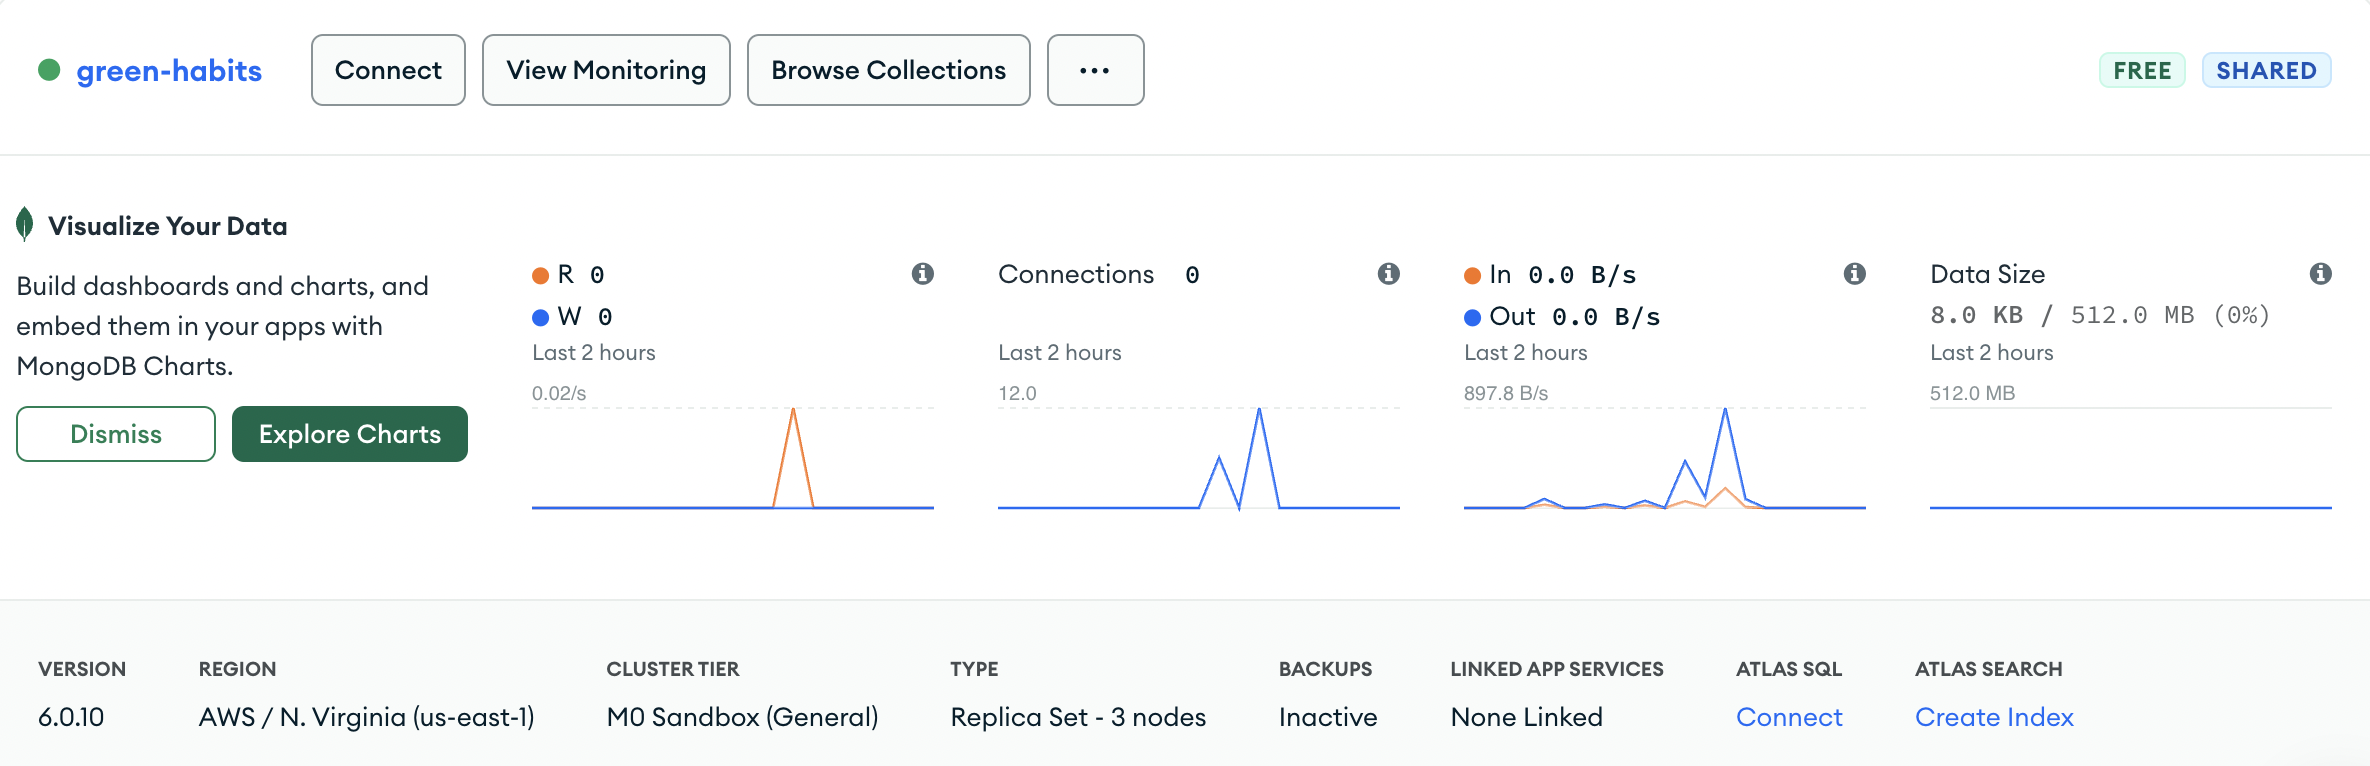 green-habits Connect View Monitoring Browse Collections ... FREE SHARED
Visualize Your Data
Build dashboards and charts, and
embed them in your apps with
MongoDB Charts.
Dismiss Explore Charts
R 0
W 0
Last 2 hours
0.02/s
Connections 0
Last 2 hours
12.0
In 0.0 B/s
Out 0.0 B/s
Last 2 hours
897.8 B/s
Data Size
8.0 KB / 512.0 MB (0%)
Last 2 hours
512.0 MB
VERSION REGION CLUSTER TIER TYPE BACKUPS LINKED APP SERVICES ATLAS SQL ATLAS SEARCH
6.0.10 AWS / N. Virginia (us-east-1) M0 Sandbox (General) Replica Set - 3 nodes Inactive None Linked Connect Create Index